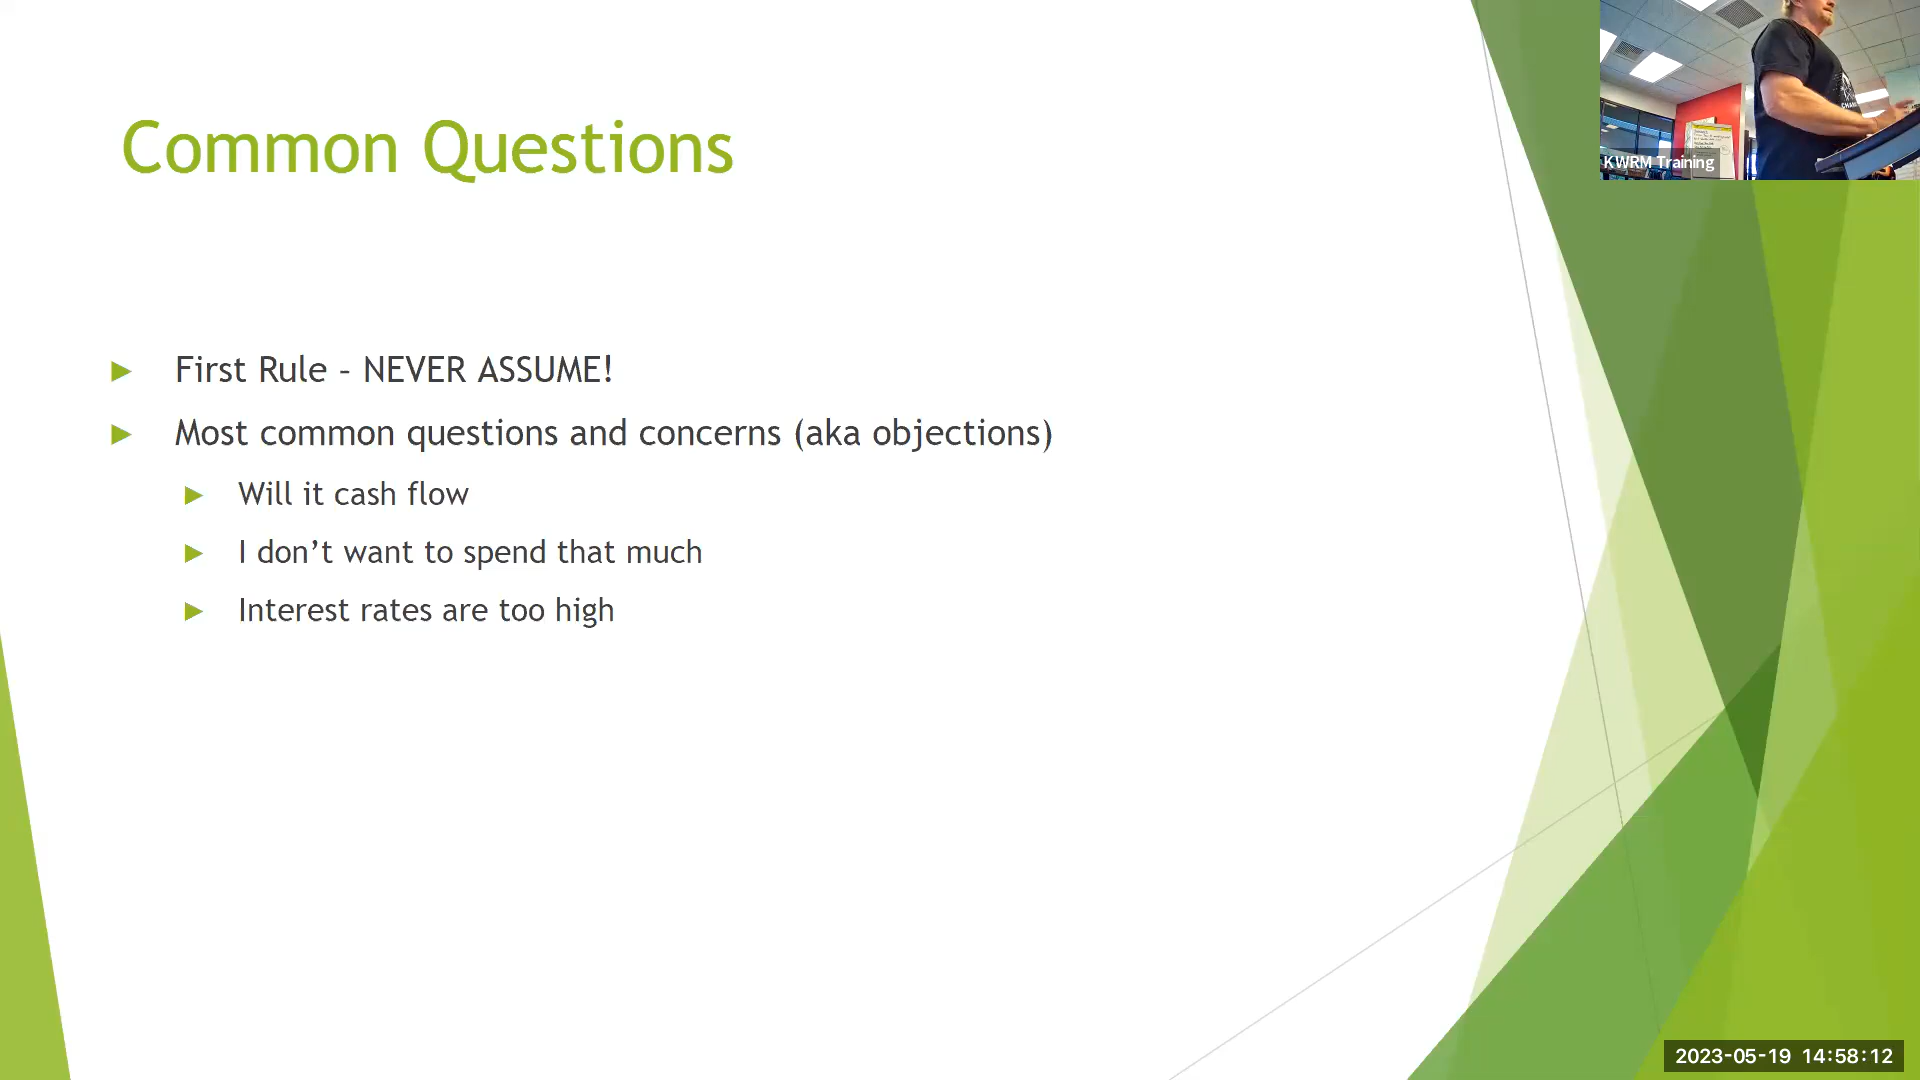 Common Questions
First Rule – NEVER ASSUME!
Most common questions and concerns (aka objections)
Will it cash flow
I don’t want to spend that much
Interest rates are too high
KWRM Training
2023-05-19 14:58:12